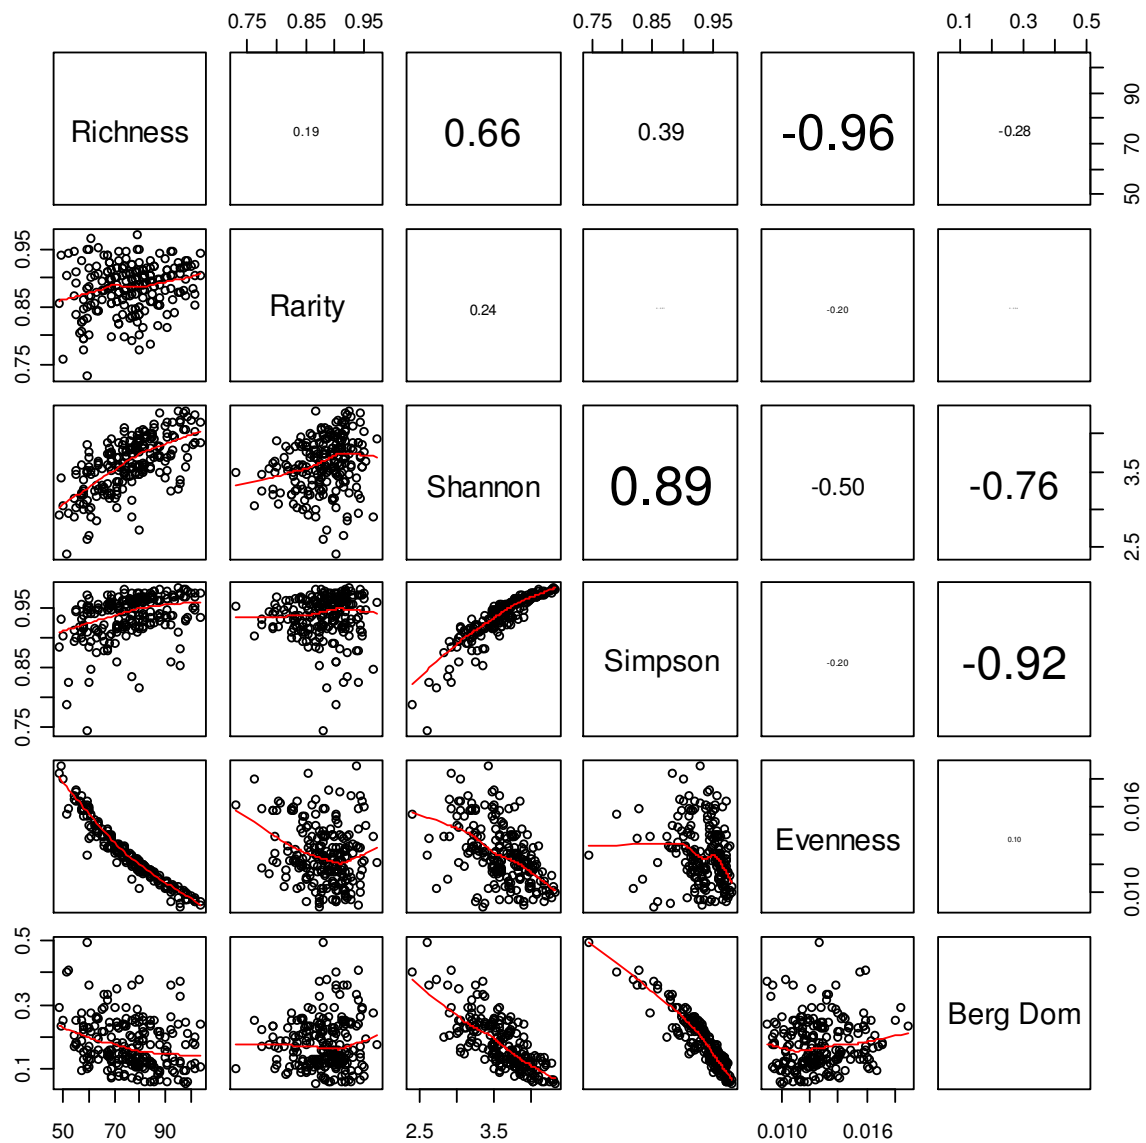 0.75 0.85 0.95 0.75 0.85 0.95 0.1 0.3 0.5
Richness 0.19 0.66 0.39 -0.96 -0.28
50 70 90
0.75 0.85 0.95
Rarity 0.24 -0.20
Shannon 0.89 -0.50 -0.76
2.5 3.5
0.75 0.85 0.95
Simpson -0.20 -0.92
Evenness 0.10
0.010 0.016
0.1 0.3 0.5
Berg Dom
50 70 90 2.5 3.5 0.010 0.016